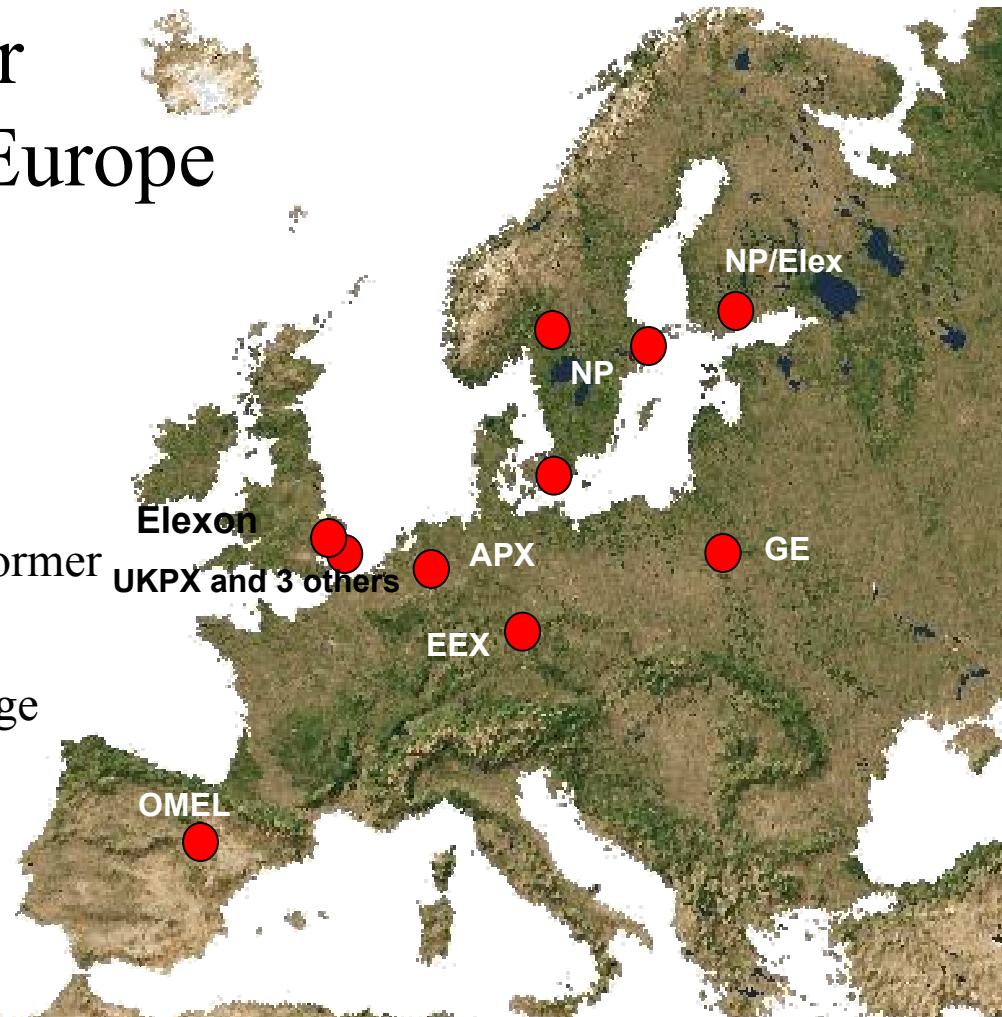 r
Europe
NP/Elex
NP
Elexon
ormer
APX
GE
UKPX and 3 others
EEX
ge
OMEL